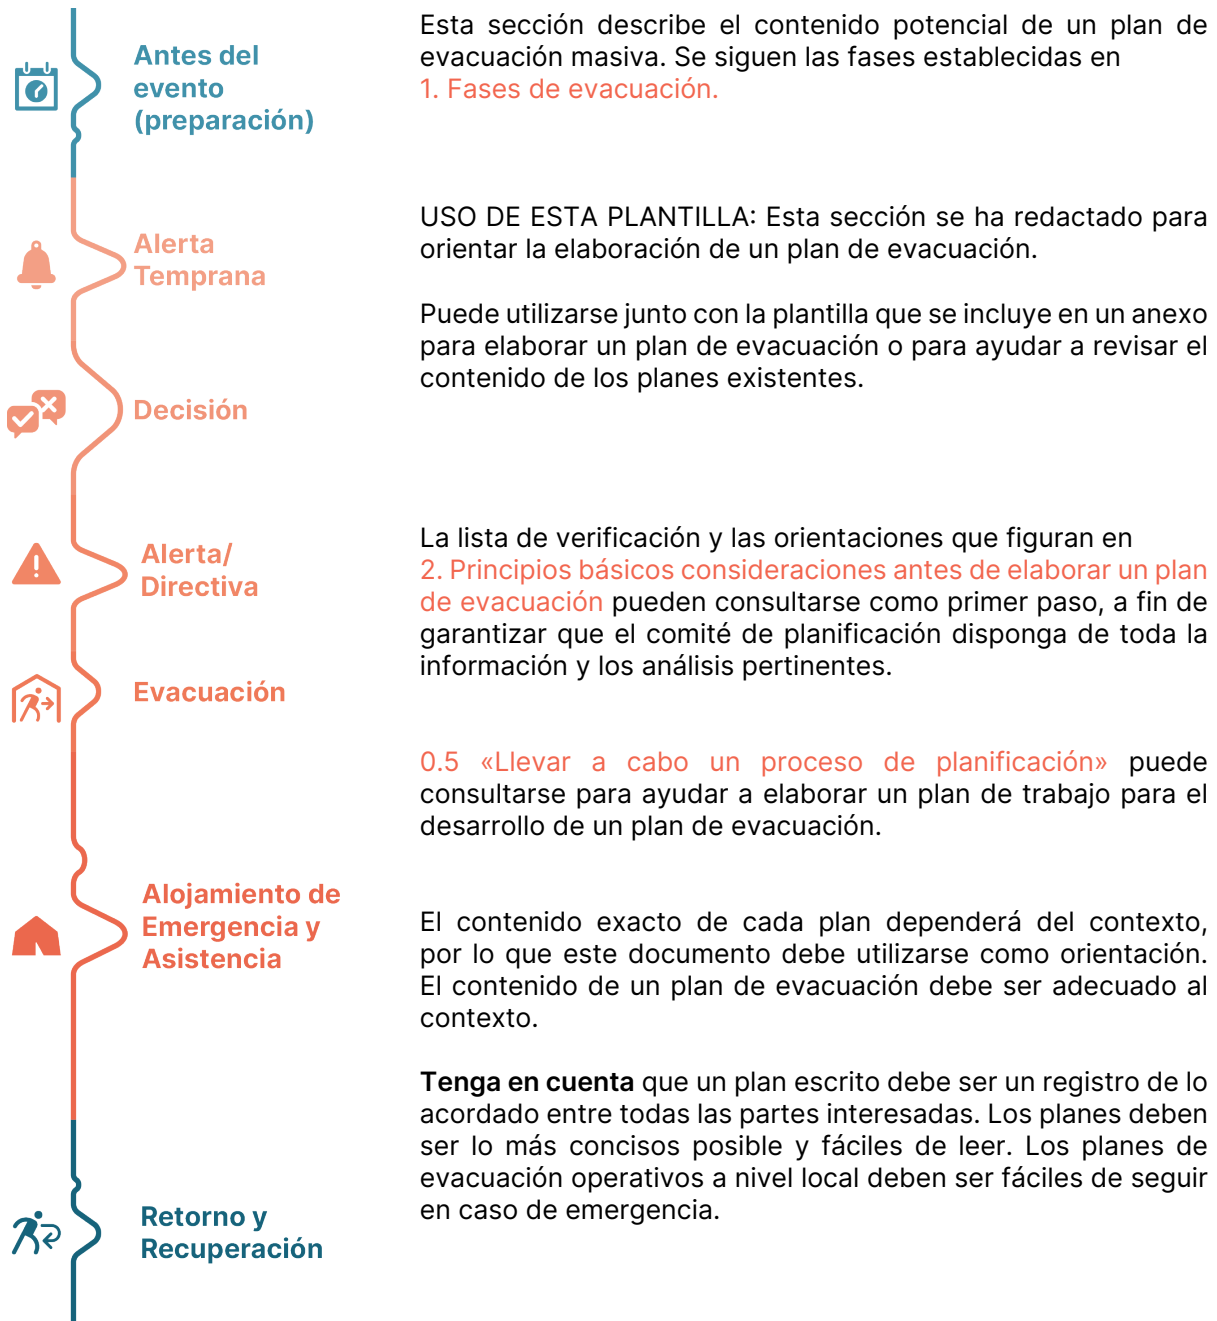 Antes del
evento
(preparación)
Alerta
Temprana
Decisión
Alerta/
Directiva
Evacuación
Alojamiento de
Emergencia y
Asistencia
Retorno y
Recuperación
Esta sección describe el contenido potencial de un plan de
evacuación masiva. Se siguen las fases establecidas en
1. Fases de evacuación.
USO DE ESTA PLANTILLA: Esta sección se ha redactado para
orientar la elaboración de un plan de evacuación.
Puede utilizarse junto con la plantilla que se incluye en un anexo
para elaborar un plan de evacuación o para ayudar a revisar el
contenido de los planes existentes.
La lista de verificación y las orientaciones que figuran en
2. Principios básicos consideraciones antes de elaborar un plan
de evacuación pueden consultarse como primer paso, a fin de
garantizar que el comité de planificación disponga de toda la
información y los análisis pertinentes.
0.5 «Llevar a cabo un proceso de planificación» puede
consultarse para ayudar a elaborar un plan de trabajo para el
desarrollo de un plan de evacuación.
El contenido exacto de cada plan dependerá del contexto,
por lo que este documento debe utilizarse como orientación.
El contenido de un plan de evacuación debe ser adecuado al
contexto.
Tenga en cuenta que un plan escrito debe ser un registro de lo
acordado entre todas las partes interesadas. Los planes deben
ser lo más concisos posible y fáciles de leer. Los planes de
evacuación operativos a nivel local deben ser fáciles de seguir
en caso de emergencia.